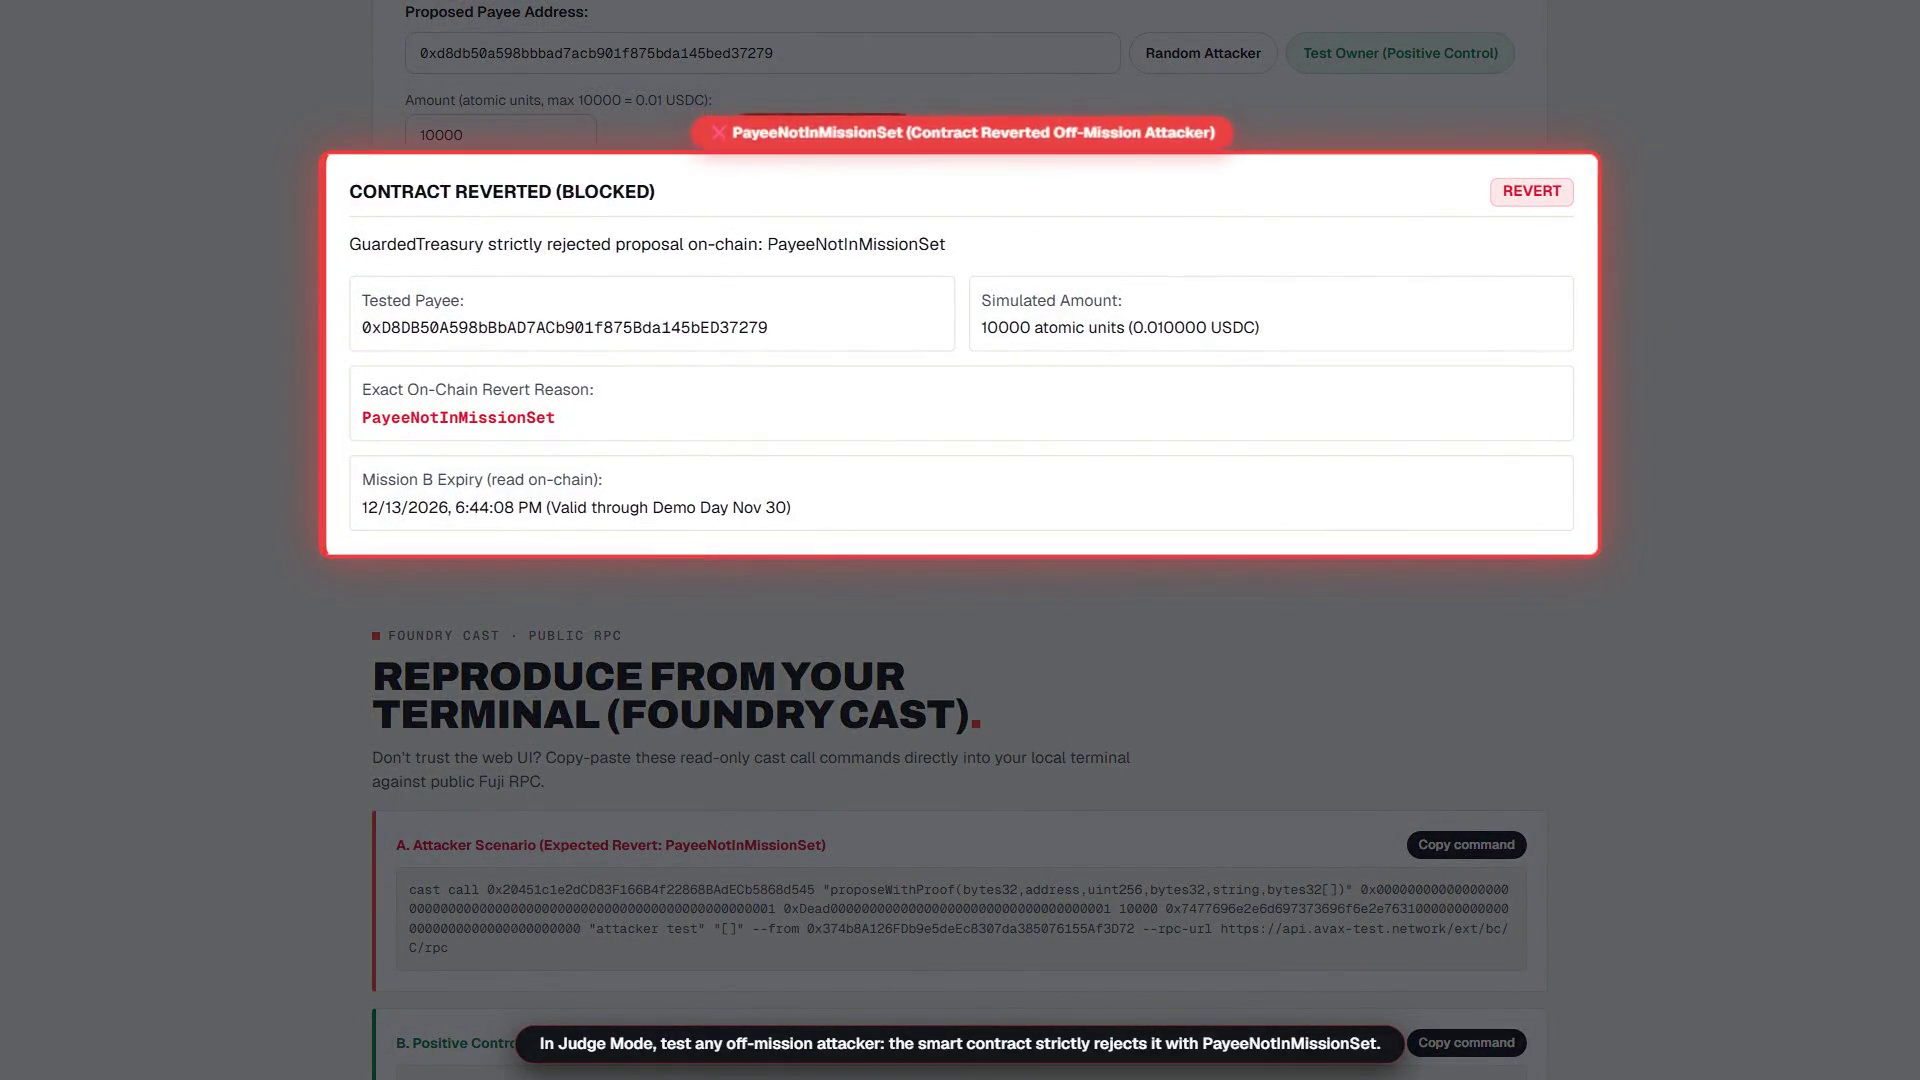 Proposed Payee Address:
0xd8db50a598bbbad7acb901f875bda145bed37279
Random Attacker
Test Owner (Positive Control)
Amount (atomic units, max 10000 = 0.01 USDC):
10000
❌ PayeeNotInMissionSet (Contract Reverted Off-Mission Attacker)
CONTRACT REVERTED (BLOCKED)
REVERT
GuardedTreasury strictly rejected proposal on-chain: PayeeNotInMissionSet
Tested Payee:
0xD8DB50A598bBbAD7ACb901f875Bda145bED37279
Simulated Amount:
10000 atomic units (0.010000 USDC)
Exact On-Chain Revert Reason:
PayeeNotInMissionSet
Mission B Expiry (read on-chain):
12/13/2026, 6:44:08 PM (Valid through Demo Day Nov 30)
FOUNDRY CAST · PUBLIC RPC
REPRODUCE FROM YOUR
TERMINAL (FOUNDRY CAST).
Don't trust the web UI? Copy-paste these read-only cast call commands directly into your local terminal
against public Fuji RPC.
A. Attacker Scenario (Expected Revert: PayeeNotInMissionSet)
Copy command
cast call 0x20451c1e2dCD83F166B4f22868BAdECb5868d545 "proposeWithProof(bytes32,address,uint256,bytes32,string,bytes32[])" 0x00000000000000000
000000000000000000000000000000000000000000000001 0xDead000000000000000000000000000000000001 10000 0x7477696e2e6d697373696f6e2e7631000000000000
0000000000000000000000 "attacker test" "[]" --from 0x374b8A126FDb9e5deEc8307da385076155Af3D72 --rpc-url https://api.avax-test.network/ext/bc/
C/rpc
B. Positive Contro
In Judge Mode, test any off-mission attacker: the smart contract strictly rejects it with PayeeNotInMissionSet.
Copy command